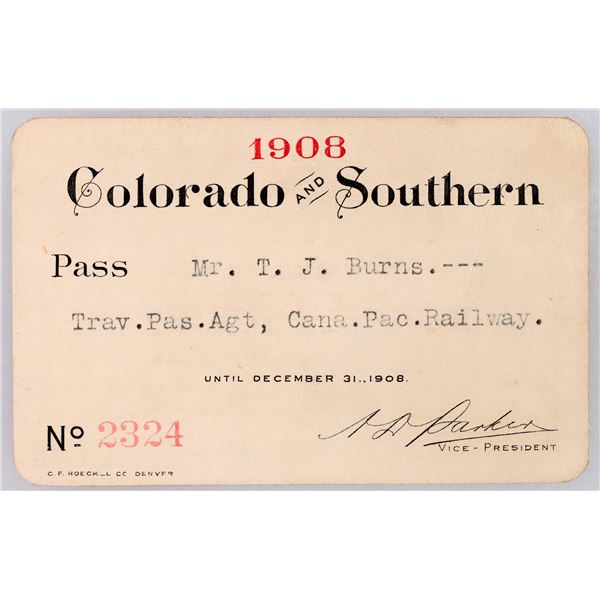 1908
Colorado AND Southern
Pass Mr. T. J. Burns.---
Trav.Pas.Agt, Cana.Pac.Railway.
UNTIL DECEMBER 31., 1908.
No 2324
A D Parker
VICE-PRESIDENT
C. F. HOECKEL CO. DENVER